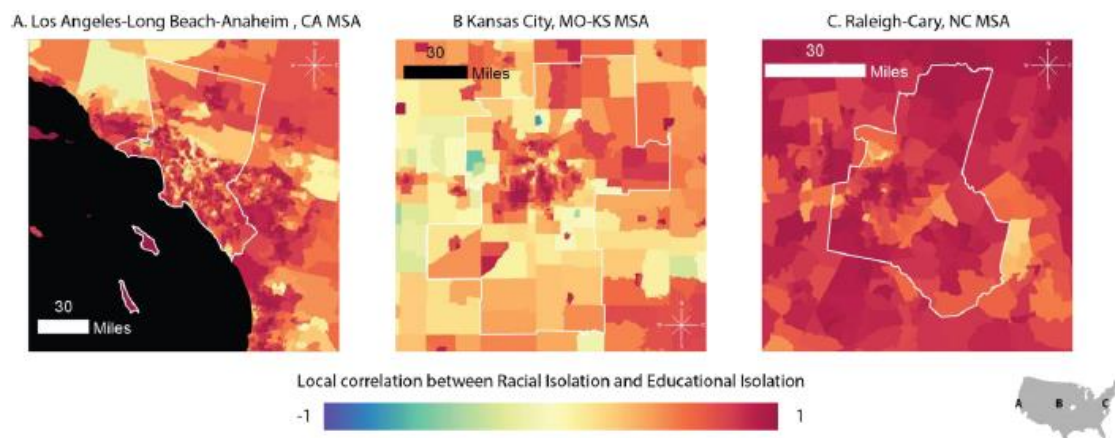 A. Los Angeles-Long Beach-Anaheim , CA MSA
B Kansas City, MO-KS MSA
C. Raleigh-Cary, NC MSA
30
Miles
30
Miles
30
Miles
Local correlation between Racial Isolation and Educational Isolation
-1
1
A B C